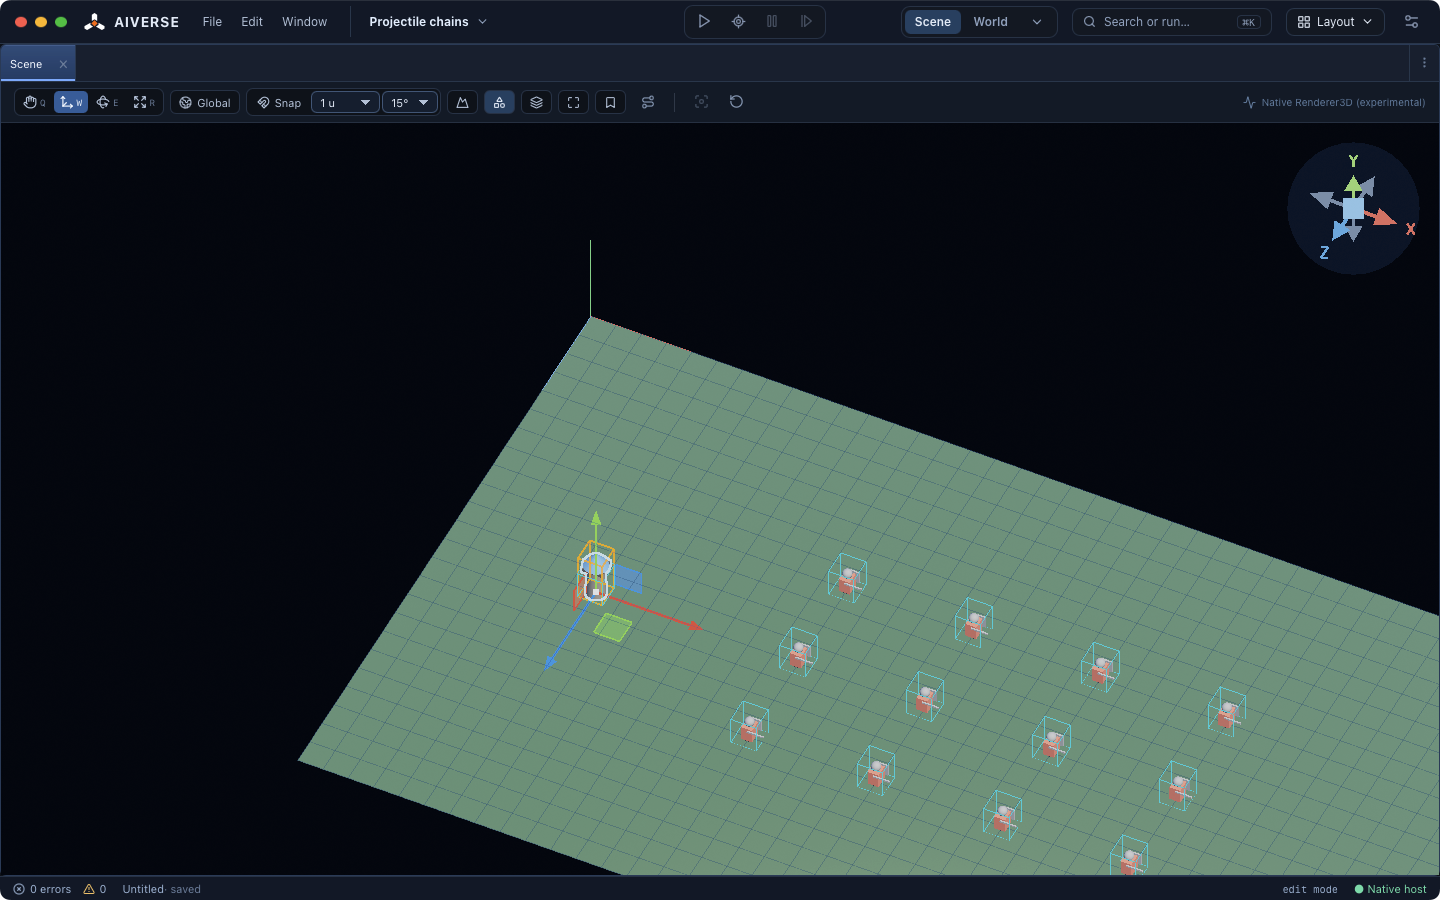 AIVERSE File Edit Window Projectile chains Scene World Search or run... ⌘K Layout
Scene
Q W E R Global Snap 1 u 15° Native Renderer3D (experimental)
Y
X
Z
0 errors 0 Untitled · saved edit mode Native host